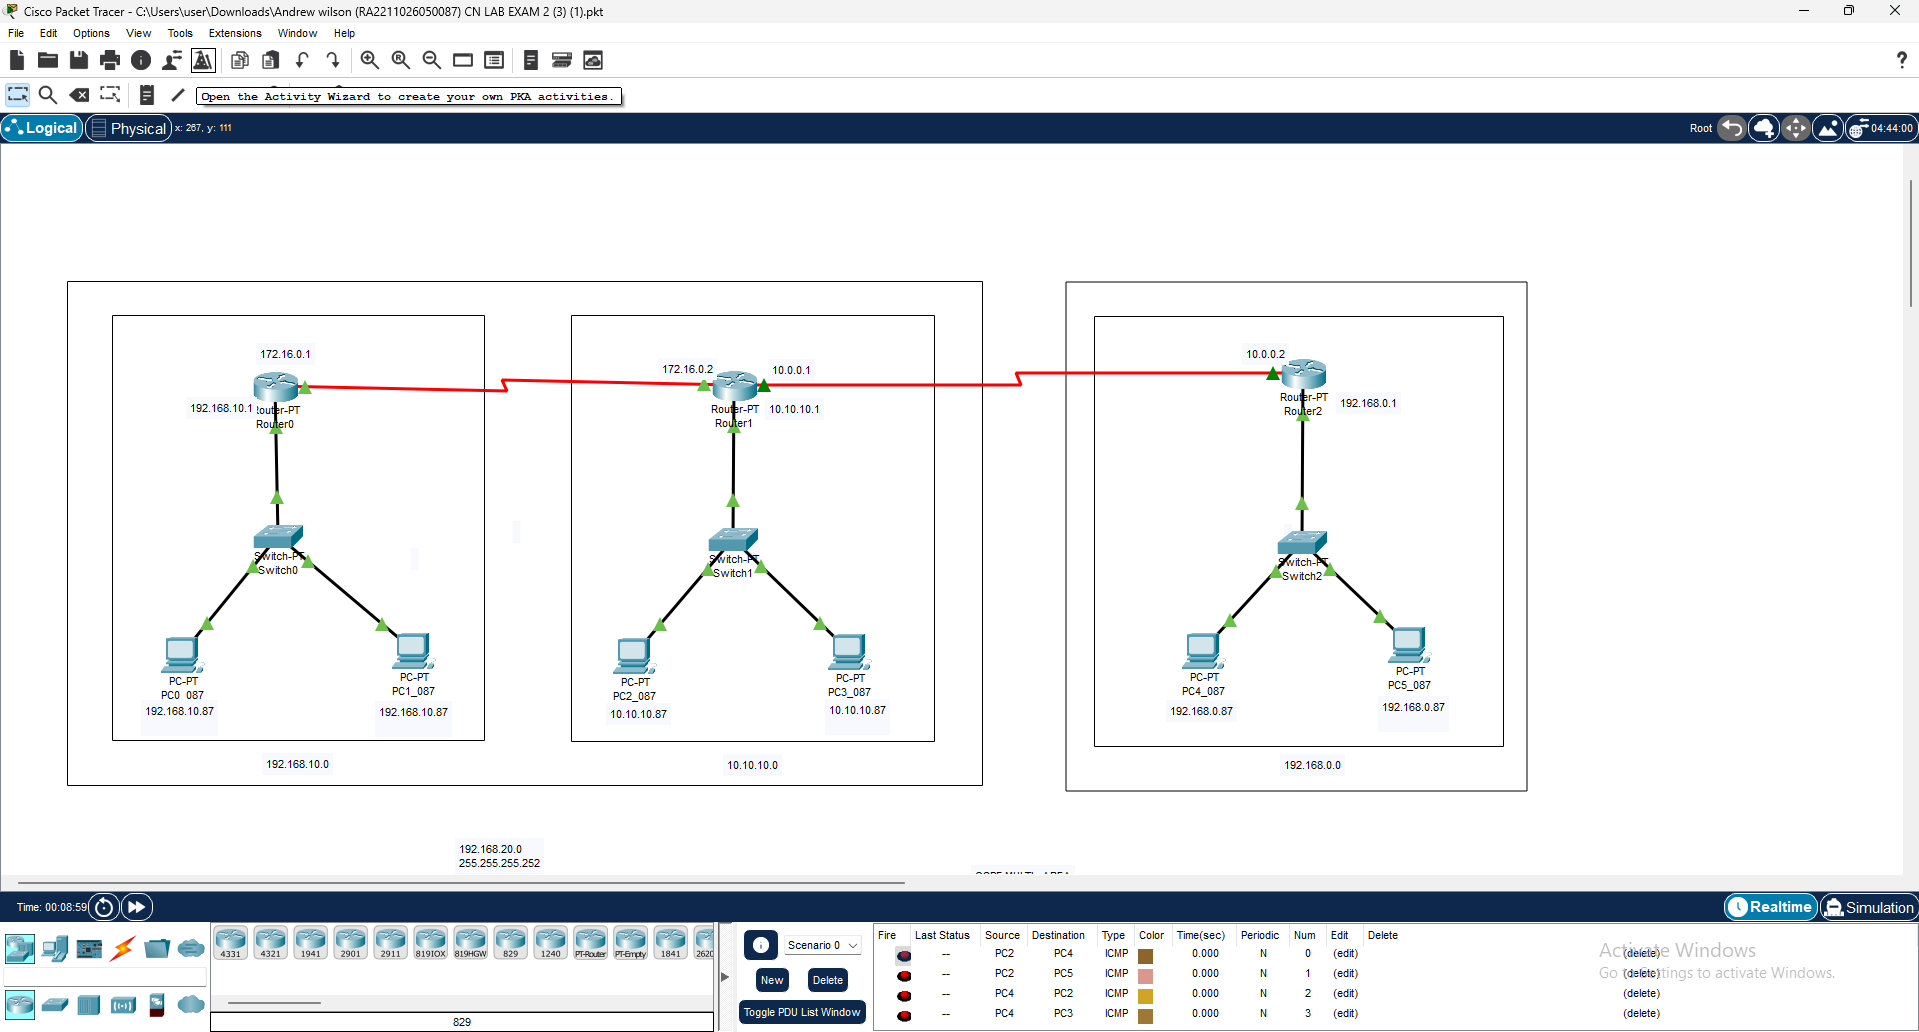 Cisco Packet Tracer - C:\Users\user\Downloads\Andrew wilson (RA2211026050087) CN LAB EXAM 2 (3) (1).pkt
File Edit Options View Tools Extensions Window Help
?
Open the Activity Wizard to create your own PKA activities.
Logical Physical x: 267, y: 111 Root 04:44:00
172.16.0.1
192.168.10.1
Router-PT
Router0
172.16.0.2
10.0.0.1
Router-PT
Router1
10.10.10.1
10.0.0.2
Router-PT
Router2
192.168.0.1
Switch-PT
Switch0
Switch-PT
Switch1
Switch-PT
Switch2
PC-PT
PC0_087
192.168.10.87
PC-PT
PC1_087
192.168.10.87
PC-PT
PC2_087
10.10.10.87
PC-PT
PC3_087
10.10.10.87
PC-PT
PC4_087
192.168.0.87
PC-PT
PC5_087
192.168.0.87
192.168.10.0
10.10.10.0
192.168.0.0
192.168.20.0
255.255.255.252
Time: 00:08:59
Realtime Simulation
4331 4321 1941 2901 2911 819IOX 819HGW 829 1240 PT-Router PT-Empty 1841 2620
829
Scenario 0
New Delete
Toggle PDU List Window
Fire Last Status Source Destination Type Color Time(sec) Periodic Num Edit Delete
-- PC2 PC4 ICMP 0.000 N 0 (edit) (delete)
-- PC2 PC5 ICMP 0.000 N 1 (edit) (delete)
-- PC4 PC2 ICMP 0.000 N 2 (edit) (delete)
-- PC4 PC3 ICMP 0.000 N 3 (edit) (delete)
Activate Windows
Go to Settings to activate Windows.